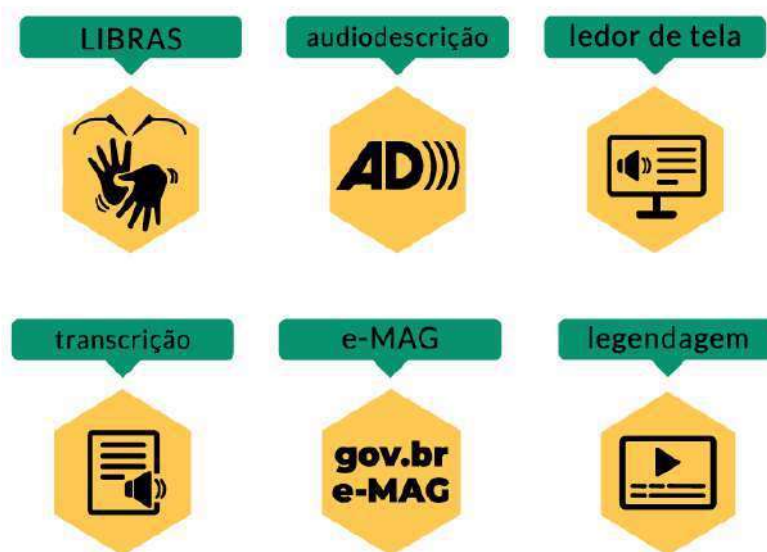 LIBRAS
audiodescrição
ledor de tela
AD
transcrição
e-MAG
legendagem
gov.br
e-MAG